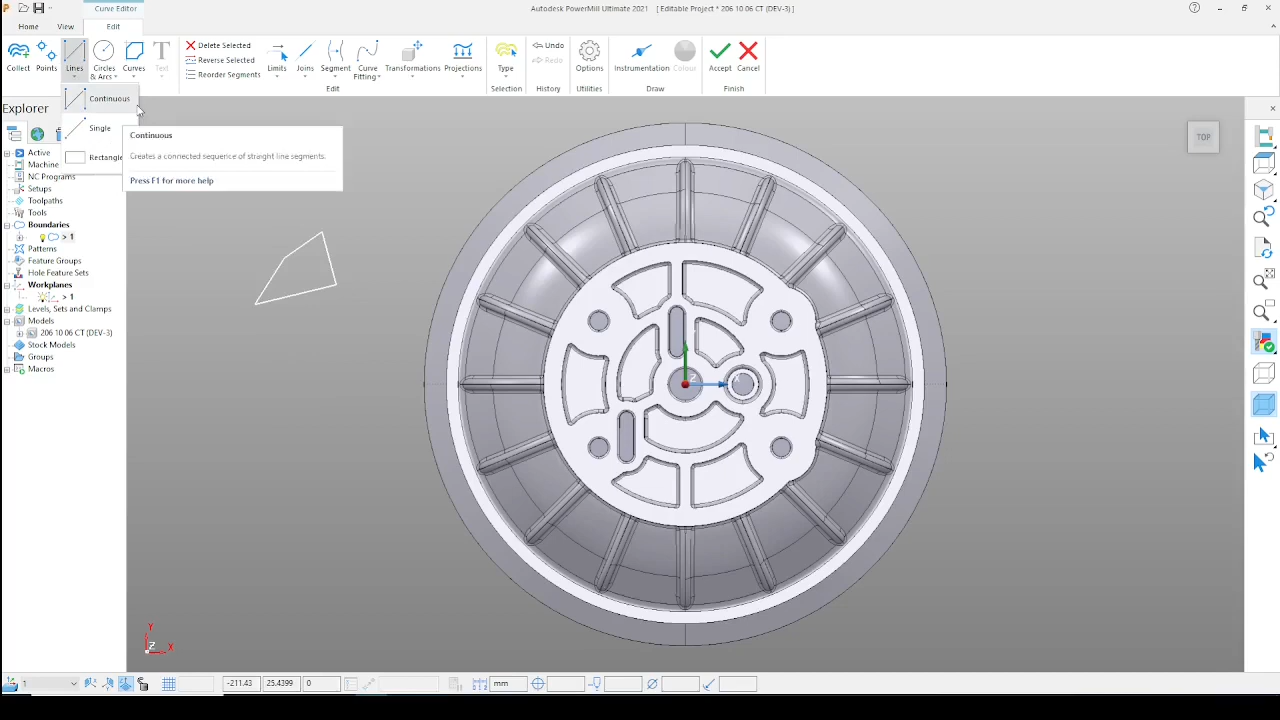 Curve Editor
Autodesk PowerMill Ultimate 2021 [ Editable Project * 206 10 06 CT (DEV-3) ]
Home View Edit
Collect Points Lines Circles & Arcs Curves Text
Delete Selected
Reverse Selected
Reorder Segments
Limits Joins Segment Curve Fitting Transformations Projections
Type
Undo
Redo
Options
Instrumentation Colour
Accept Cancel
Edit Selection History Utilities Draw Finish
Continuous
Single
Rectangle
Continuous
Creates a connected sequence of straight line segments.
Press F1 for more help
Explorer
Active
Machine
NC Programs
Setups
Toolpaths
Tools
Boundaries
> 1
Patterns
Feature Groups
Hole Feature Sets
Workplanes
> 1
Levels, Sets and Clamps
Models
206 10 06 CT (DEV-3)
Stock Models
Groups
Macros
TOP
Z
Y
Z X
1 -211.43 25.4399 0 mm